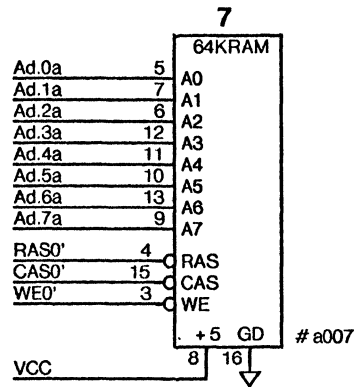 7
64KRAM
Ad.0a 5 A0
Ad.1a 7 A1
Ad.2a 6 A2
Ad.3a 12 A3
Ad.4a 11 A4
Ad.5a 10 A5
Ad.6a 13 A6
Ad.7a 9 A7
RAS0' 4 RAS
CAS0' 15 CAS
WE0' 3 WE
+5 GD # a007
VCC 8 16